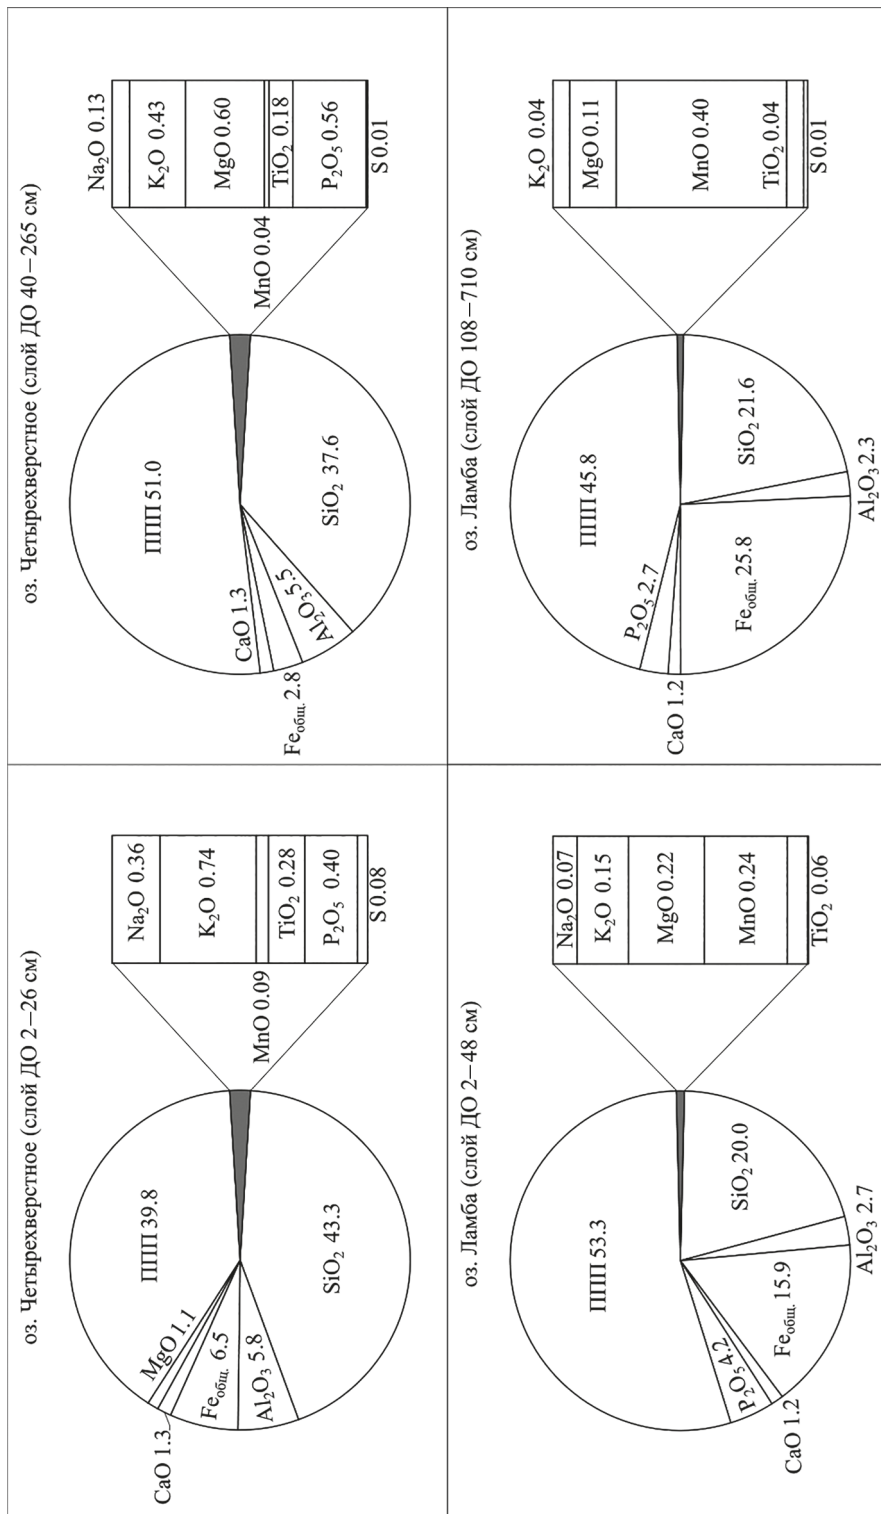 оз. Четырехверстное (слой ДО 2–26 см)
ППП 39.8
MgO 1.1
CaO 1.3
Feобщ. 6.5
Al2O3 5.8
SiO2 43.3
Na2O 0.36
K2O 0.74
MnO 0.09
TiO2 0.28
P2O5 0.40
S 0.08
оз. Четырехверстное (слой ДО 40–265 см)
ППП 51.0
CaO 1.3
Feобщ. 2.8
Al2O3 5.5
SiO2 37.6
Na2O 0.13
K2O 0.43
MgO 0.60
MnO 0.04
TiO2 0.18
P2O5 0.56
S 0.01
оз. Ламба (слой ДО 2–48 см)
ППП 53.3
P2O5 4.2
CaO 1.2
Feобщ. 15.9
Al2O3 2.7
SiO2 20.0
Na2O 0.07
K2O 0.15
MgO 0.22
MnO 0.24
TiO2 0.06
оз. Ламба (слой ДО 108–710 см)
ППП 45.8
P2O5 2.7
CaO 1.2
Feобщ. 25.8
Al2O3 2.3
SiO2 21.6
K2O 0.04
MgO 0.11
MnO 0.40
TiO2 0.04
S 0.01